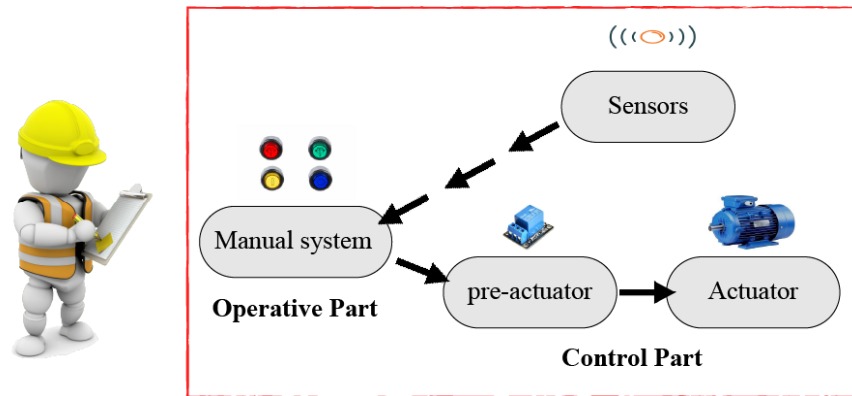 Sensors
Manual system
pre-actuator
Actuator
Operative Part
Control Part